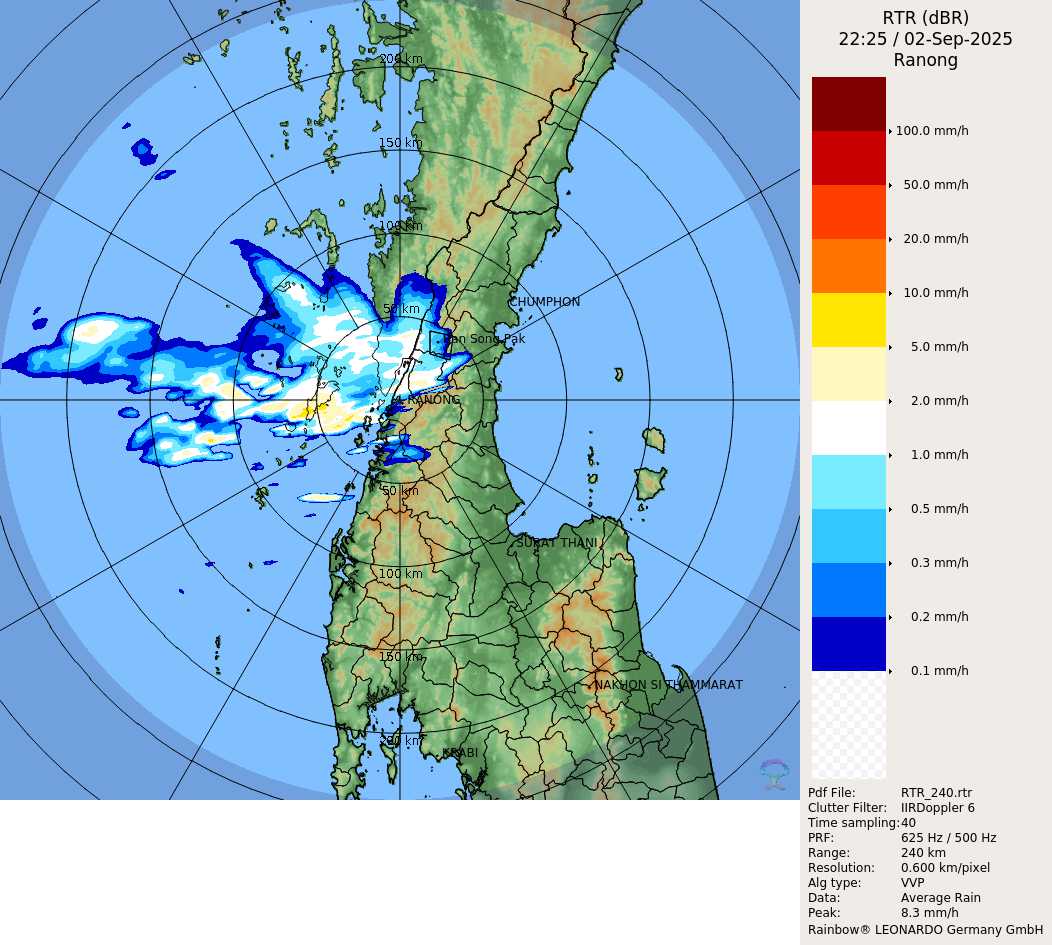 RTR (dBR)
22:25 / 02-Sep-2025
Ranong
200 km
150 km
100 km
50 km
CHUMPHON
Ban Song Pak
RANONG
50 km
SURAT THANI
100 km
150 km
NAKHON SI THAMMARAT
200 km
KRABI
100.0 mm/h
50.0 mm/h
20.0 mm/h
10.0 mm/h
5.0 mm/h
2.0 mm/h
1.0 mm/h
0.5 mm/h
0.3 mm/h
0.2 mm/h
0.1 mm/h
Pdf File: RTR_240.rtr
Clutter Filter: IIRDoppler 6
Time sampling:40
PRF: 625 Hz / 500 Hz
Range: 240 km
Resolution: 0.600 km/pixel
Alg type: VVP
Data: Average Rain
Peak: 8.3 mm/h
Rainbow® LEONARDO Germany GmbH